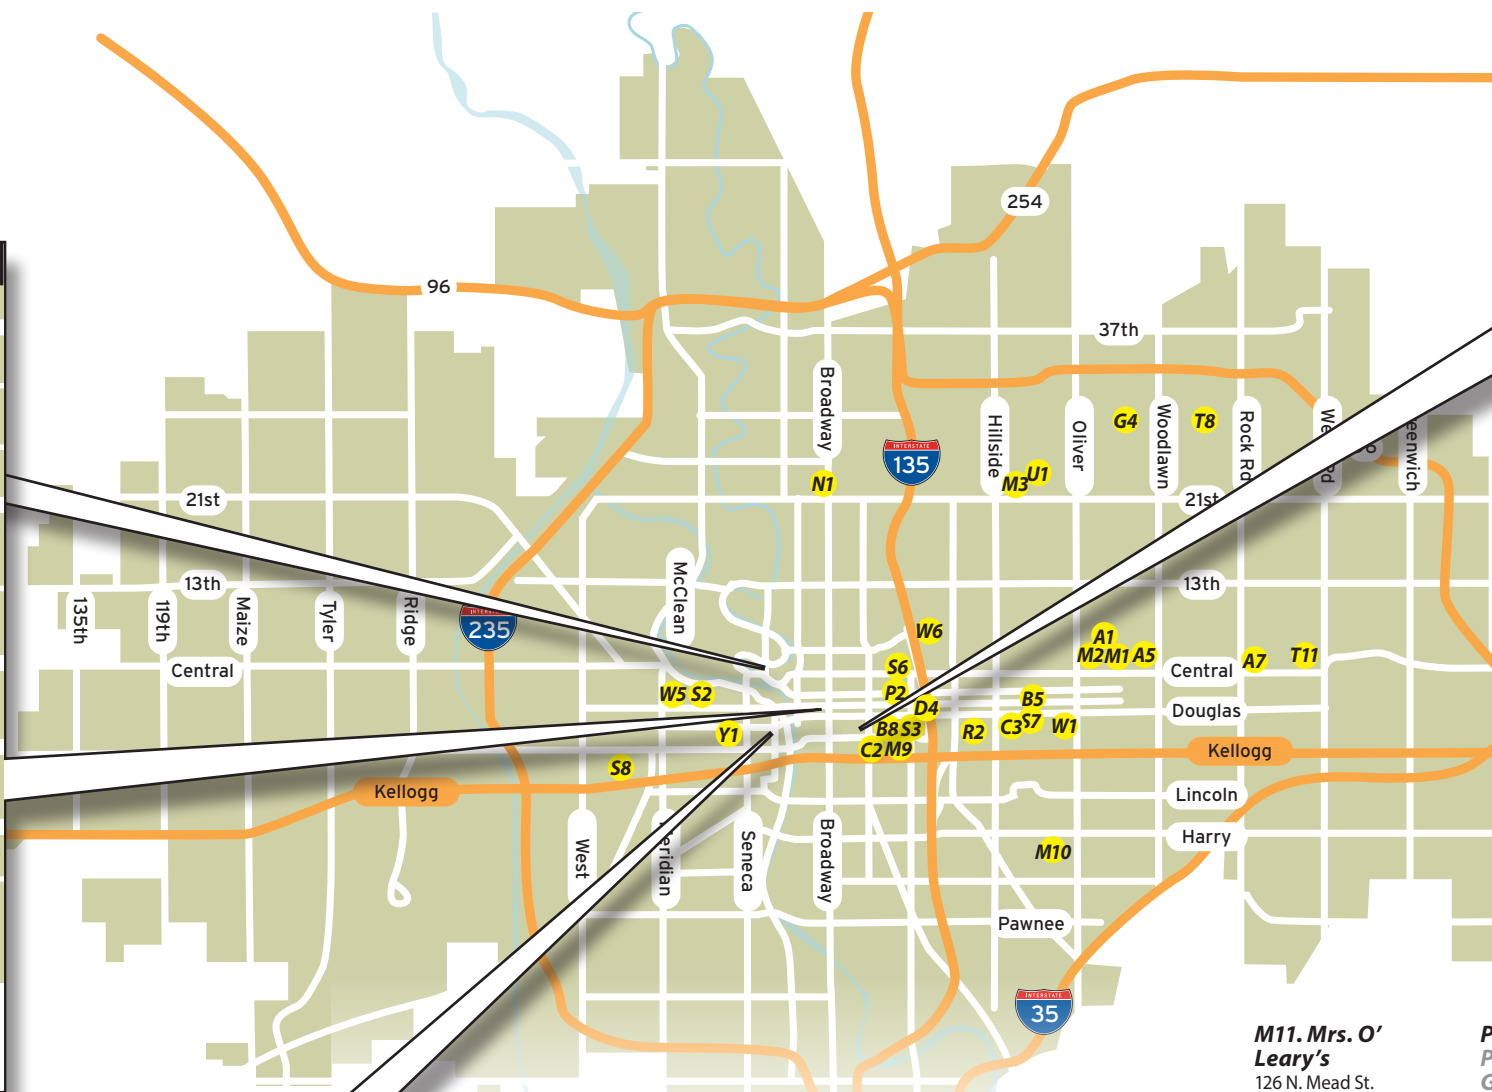 254
96
37th
Broadway
Hillside
Oliver
Woodlawn
Rock Rd
G4
T8
INTERSTATE
135
N1
M3
U1
21st
21st
13th
13th
McClean
135th
119th
Maize
Tyler
Ridge
INTERSTATE
235
Central
W6
A1
M2 M1 A5
S6
A7
T11
Central
W5 S2
P2
B5
D4
Douglas
Y1
B8 S3
R2
C3 S7
W1
C2 M9
Kellogg
S8
Kellogg
Lincoln
West
Seneca
Broadway
Harry
M10
Pawnee
INTERSTATE
35
M11. Mrs. O’
Leary’s
126 N. Mead St.